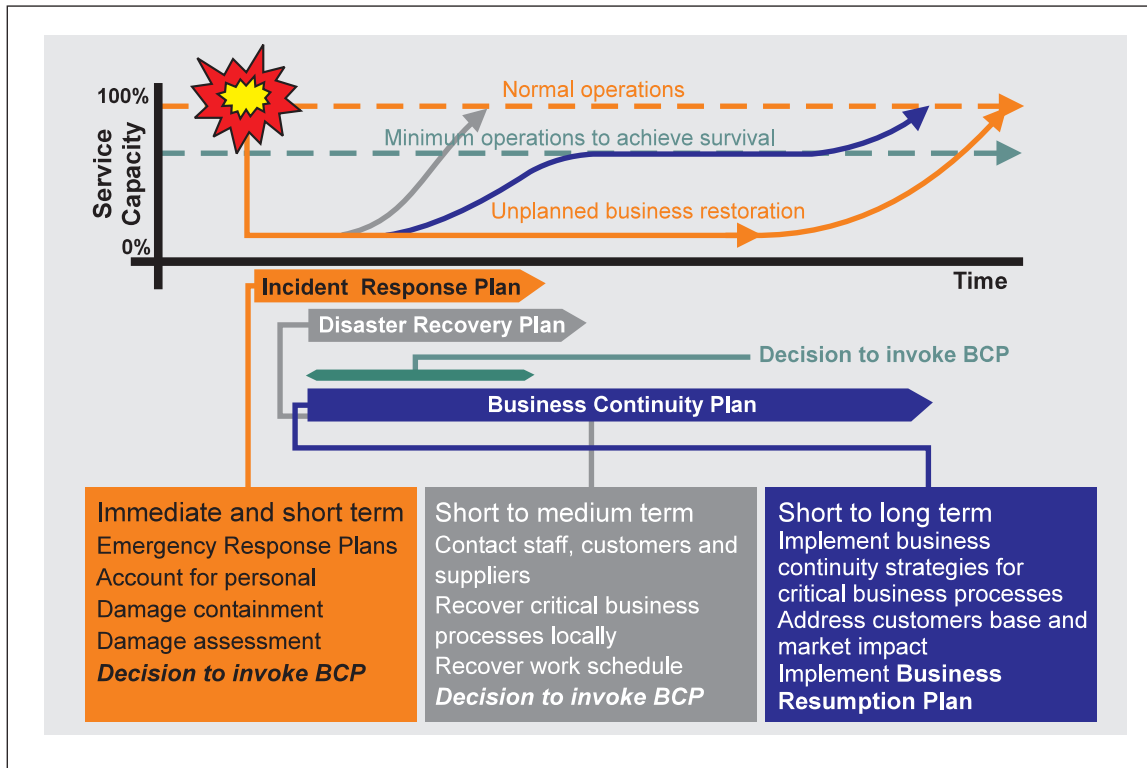 100%
Normal operations
Minimum operations to achieve survival
Service
Capacity
Unplanned business restoration
0%
Time
Incident Response Plan
Disaster Recovery Plan
Decision to invoke BCP
Business Continuity Plan
Immediate and short term
Emergency Response Plans
Account for personal
Damage containment
Damage assessment
Decision to invoke BCP
Short to medium term
Contact staff, customers and
suppliers
Recover critical business
processes locally
Recover work schedule
Decision to invoke BCP
Short to long term
Implement business
continuity strategies for
critical business processes
Address customers base and
market impact
Implement Business
Resumption Plan